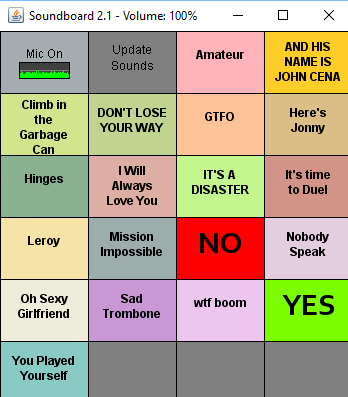 Soundboard 2.1 - Volume: 100%
Mic On
Update
Sounds
Amateur
AND HIS
NAME IS
JOHN CENA
Climb in
the
Garbage
Can
DON'T LOSE
YOUR WAY
GTFO
Here's
Jonny
Hinges
I Will
Always
Love You
IT'S A
DISASTER
It's time
to Duel
Leroy
Mission
Impossible
NO
Nobody
Speak
Oh Sexy
Girlfriend
Sad
Trombone
wtf boom
YES
You Played
Yourself